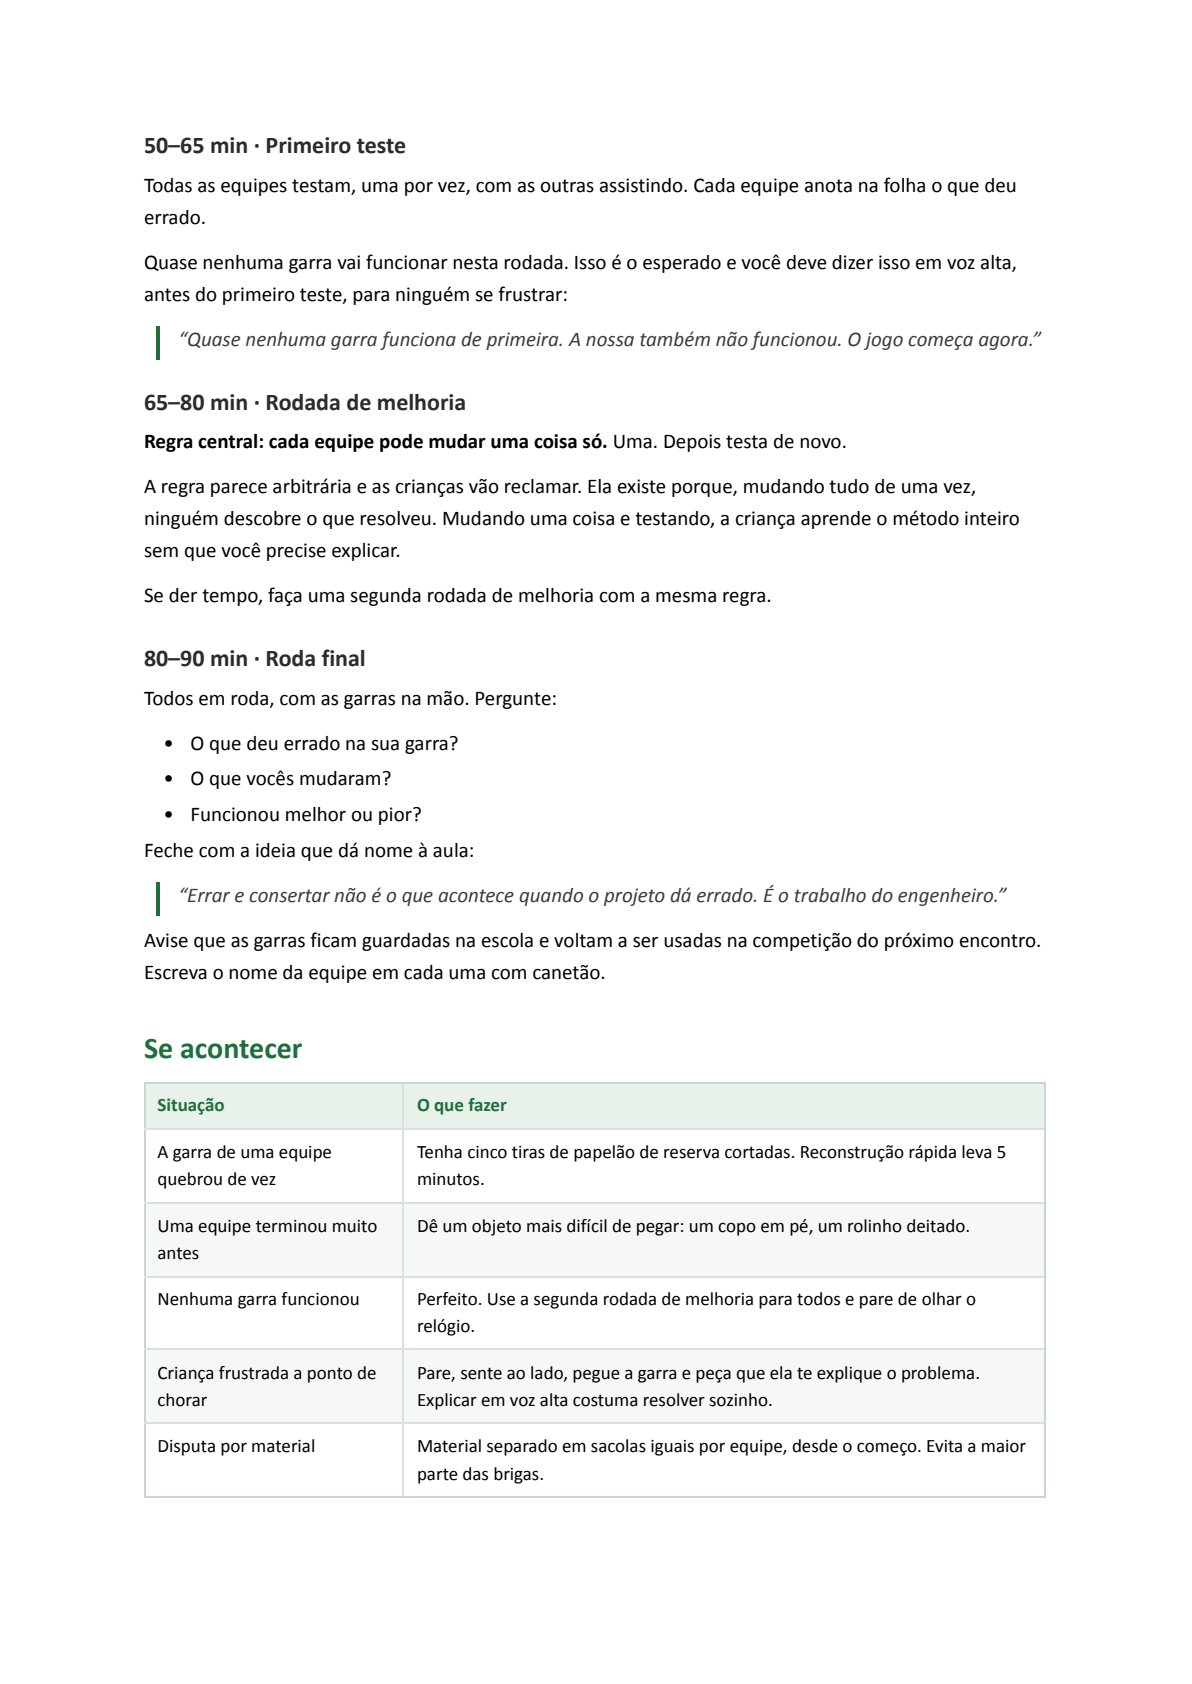 50–65 min · Primeiro teste
Todas as equipes testam, uma por vez, com as outras assistindo. Cada equipe anota na folha o que deu
errado.
Quase nenhuma garra vai funcionar nesta rodada. Isso é o esperado e você deve dizer isso em voz alta,
antes do primeiro teste, para ninguém se frustrar:
“Quase nenhuma garra funciona de primeira. A nossa também não funcionou. O jogo começa agora.”
65–80 min · Rodada de melhoria
Regra central: cada equipe pode mudar uma coisa só. Uma. Depois testa de novo.
A regra parece arbitrária e as crianças vão reclamar. Ela existe porque, mudando tudo de uma vez,
ninguém descobre o que resolveu. Mudando uma coisa e testando, a criança aprende o método inteiro
sem que você precise explicar.
Se der tempo, faça uma segunda rodada de melhoria com a mesma regra.
80–90 min · Roda final
Todos em roda, com as garras na mão. Pergunte:
• O que deu errado na sua garra?
• O que vocês mudaram?
• Funcionou melhor ou pior?
Feche com a ideia que dá nome à aula:
“Errar e consertar não é o que acontece quando o projeto dá errado. É o trabalho do engenheiro.”
Avise que as garras ficam guardadas na escola e voltam a ser usadas na competição do próximo encontro.
Escreva o nome da equipe em cada uma com canetão.
Se acontecer
Situação
O que fazer
A garra de uma equipe
quebrou de vez
Tenha cinco tiras de papelão de reserva cortadas. Reconstrução rápida leva 5
minutos.
Uma equipe terminou muito
antes
Dê um objeto mais difícil de pegar: um copo em pé, um rolinho deitado.
Nenhuma garra funcionou
Perfeito. Use a segunda rodada de melhoria para todos e pare de olhar o
relógio.
Criança frustrada a ponto de
chorar
Pare, sente ao lado, pegue a garra e peça que ela te explique o problema.
Explicar em voz alta costuma resolver sozinho.
Disputa por material
Material separado em sacolas iguais por equipe, desde o começo. Evita a maior
parte das brigas.